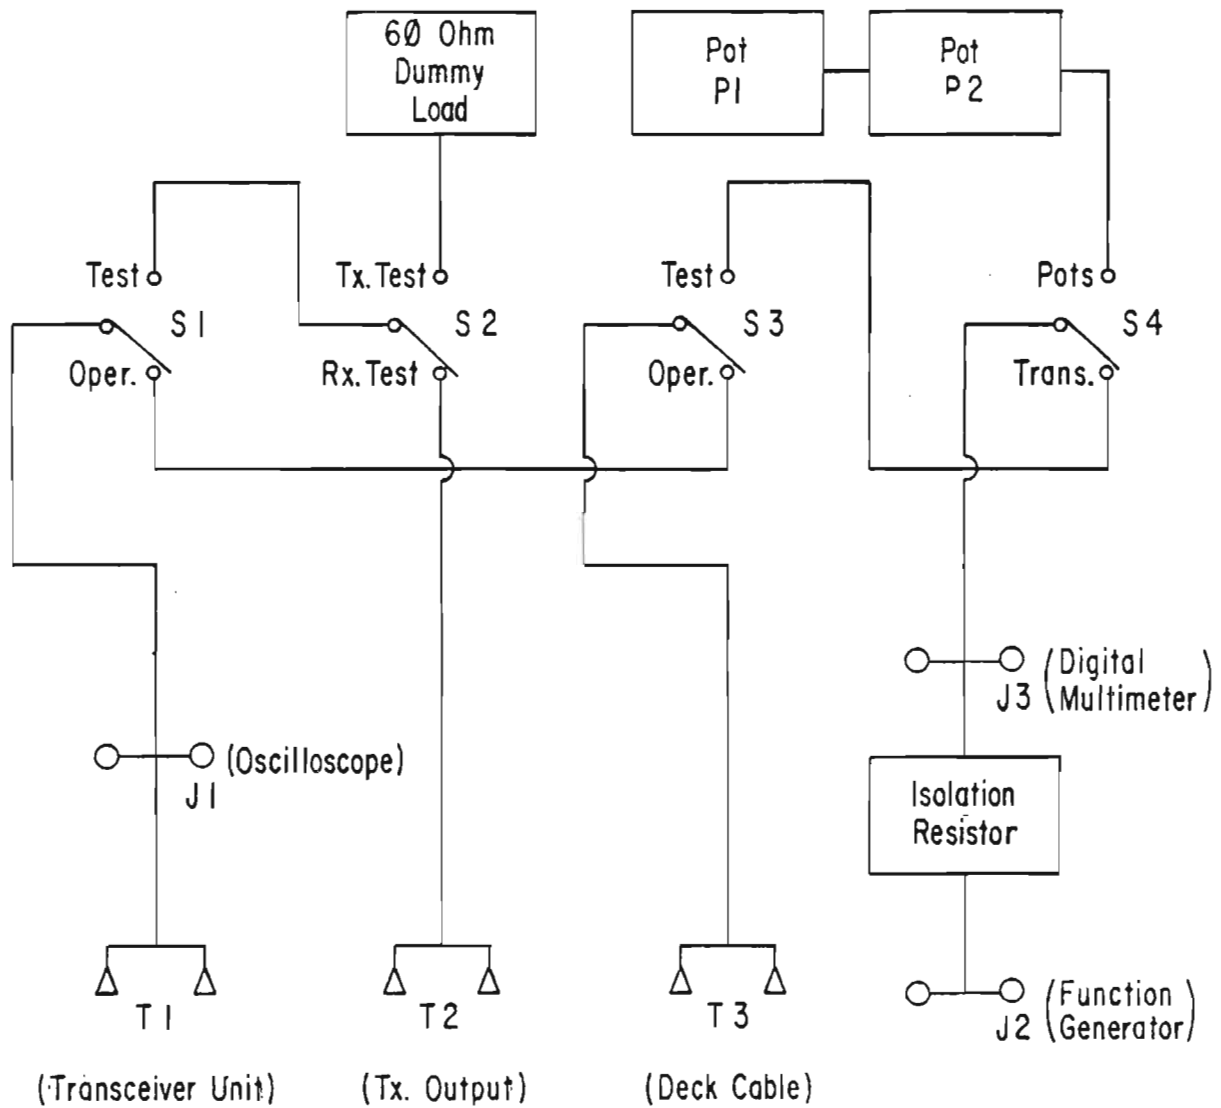 60 Ohm
Dummy
Load
Pot
P1
Pot
P2
Test
S1
Oper.
Tx. Test
S2
Rx. Test
Test
S3
Oper.
Pots
S4
Trans.
(Oscilloscope)
J1
(Digital
Multimeter)
J3
Isolation
Resistor
(Function
Generator)
J2
T1
T2
T3
(Transceiver Unit)
(Tx. Output)
(Deck Cable)